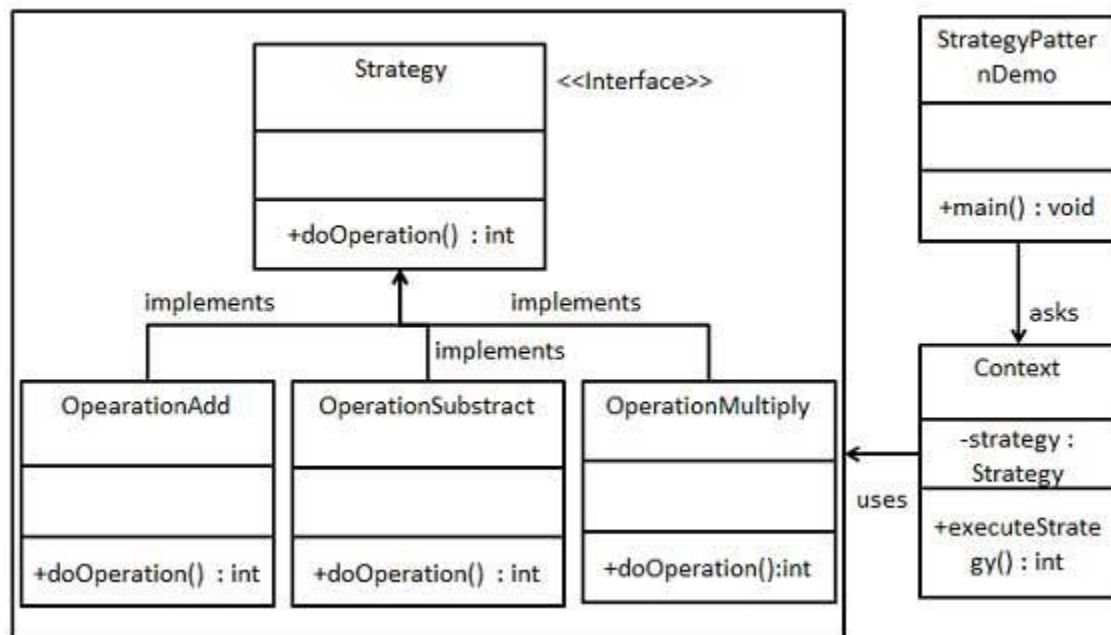 Strategy
<<Interface>>
+doOperation() : int
implements
implements
implements
OpearationAdd
+doOperation() : int
OperationSubstract
+doOperation() : int
OperationMultiply
+doOperation():int
StrategyPatter
nDemo
+main() : void
asks
Context
-strategy :
Strategy
+executeStrate
gy() : int
uses